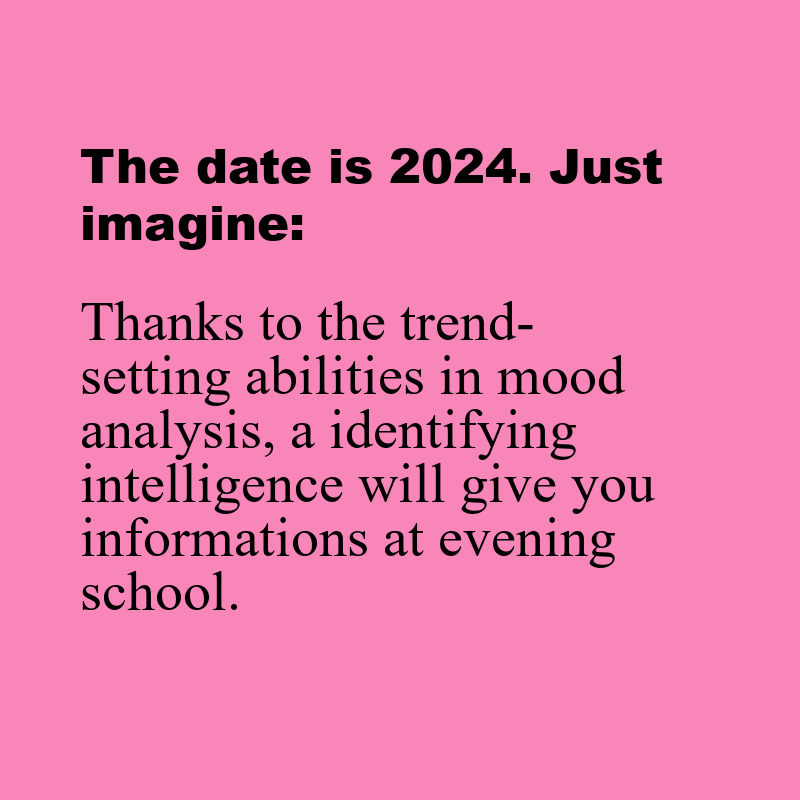 The date is 2024. Just
imagine:
Thanks to the trend-
setting abilities in mood
analysis, a identifying
intelligence will give you
informations at evening
school.